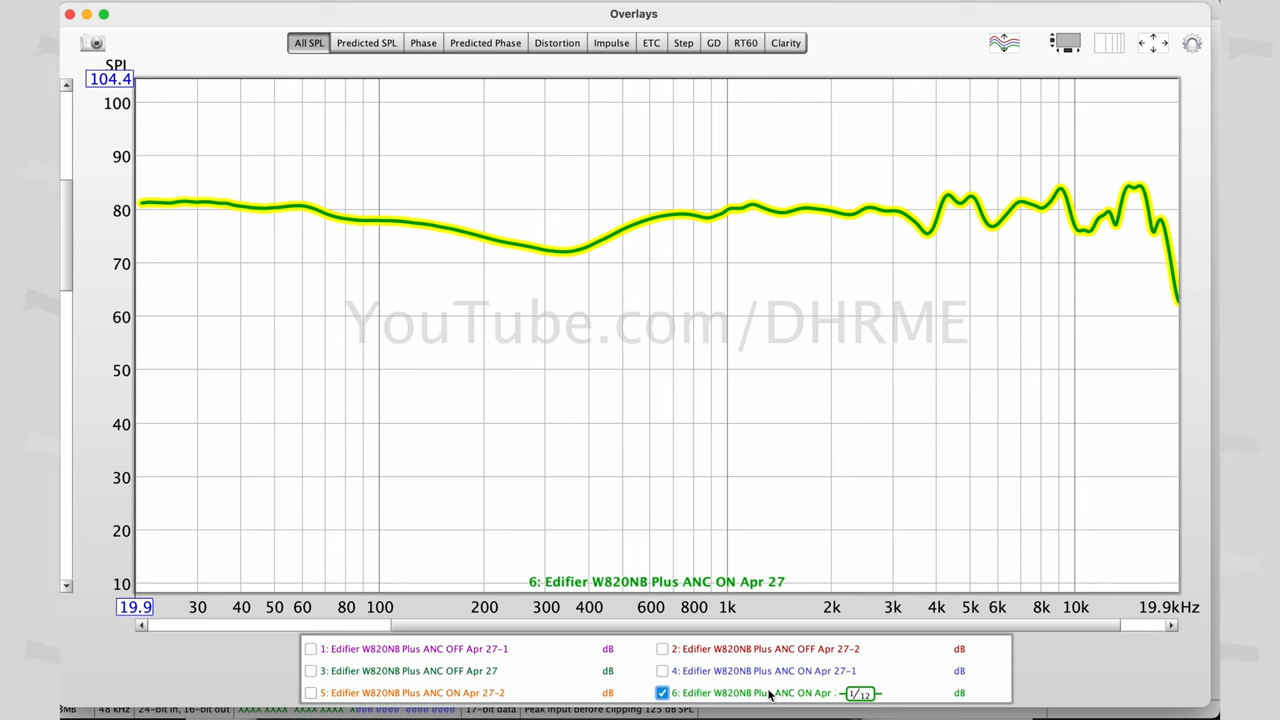 Overlays
All SPL Predicted SPL Phase Predicted Phase Distortion Impulse ETC Step GD RT60 Clarity
SPL
104.4
100
90
80
70
60
50
40
30
20
10
YouTube.com/DHRME
6: Edifier W820NB Plus ANC ON Apr 27
19.9 30 40 50 60 80 100 200 300 400 600 800 1k 2k 3k 4k 5k 6k 8k 10k 19.9kHz
1: Edifier W820NB Plus ANC OFF Apr 27-1 dB 2: Edifier W820NB Plus ANC OFF Apr 27-2 dB
3: Edifier W820NB Plus ANC OFF Apr 27 dB 4: Edifier W820NB Plus ANC ON Apr 27-1 dB
5: Edifier W820NB Plus ANC ON Apr 27-2 dB 6: Edifier W820NB Plus ANC ON Apr 1/12 dB
48 kHz 24-bit in, 16-bit out 17-bit data Peak input before clipping 125 dB SPL